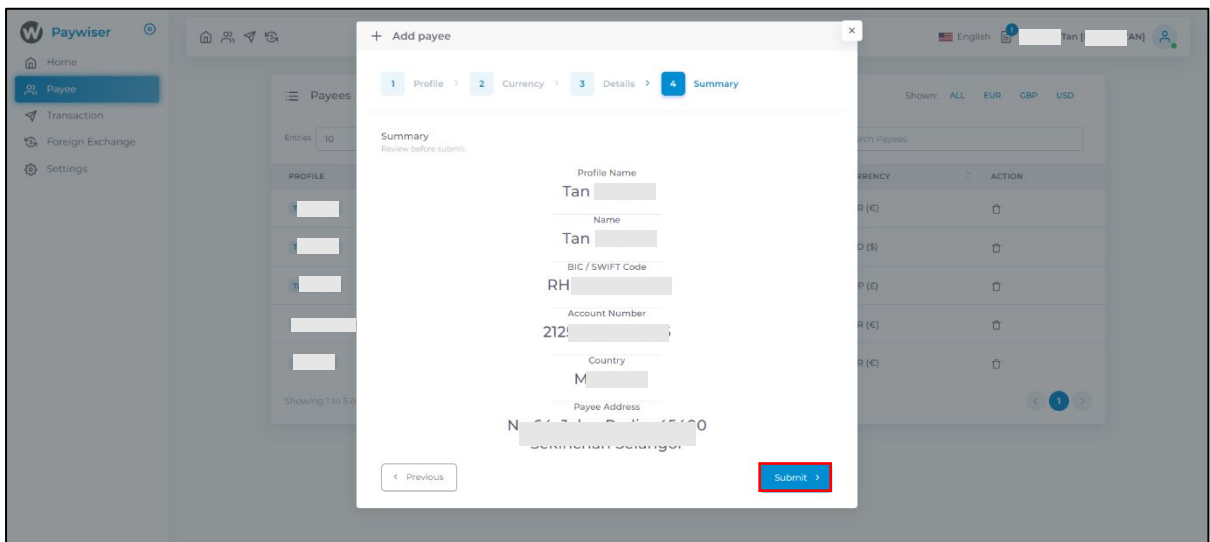 Paywiser
English
1
Tan [
AN]
Home
Payee
Transaction
Foreign Exchange
Settings
Payees
Shown: ALL EUR GBP USD
Entries 10
rch Payees
PROFILE
RRENCY
ACTION
R (€)
D ($)
P (£)
R (€)
R (€)
Showing 1 to 5 o
1
+ Add payee
×
1 Profile > 2 Currency > 3 Details > 4 Summary
Summary
Review before submit.
Profile Name
Tan
Name
Tan
BIC / SWIFT Code
RH
Account Number
212
Country
M
Payee Address
Previous
Submit